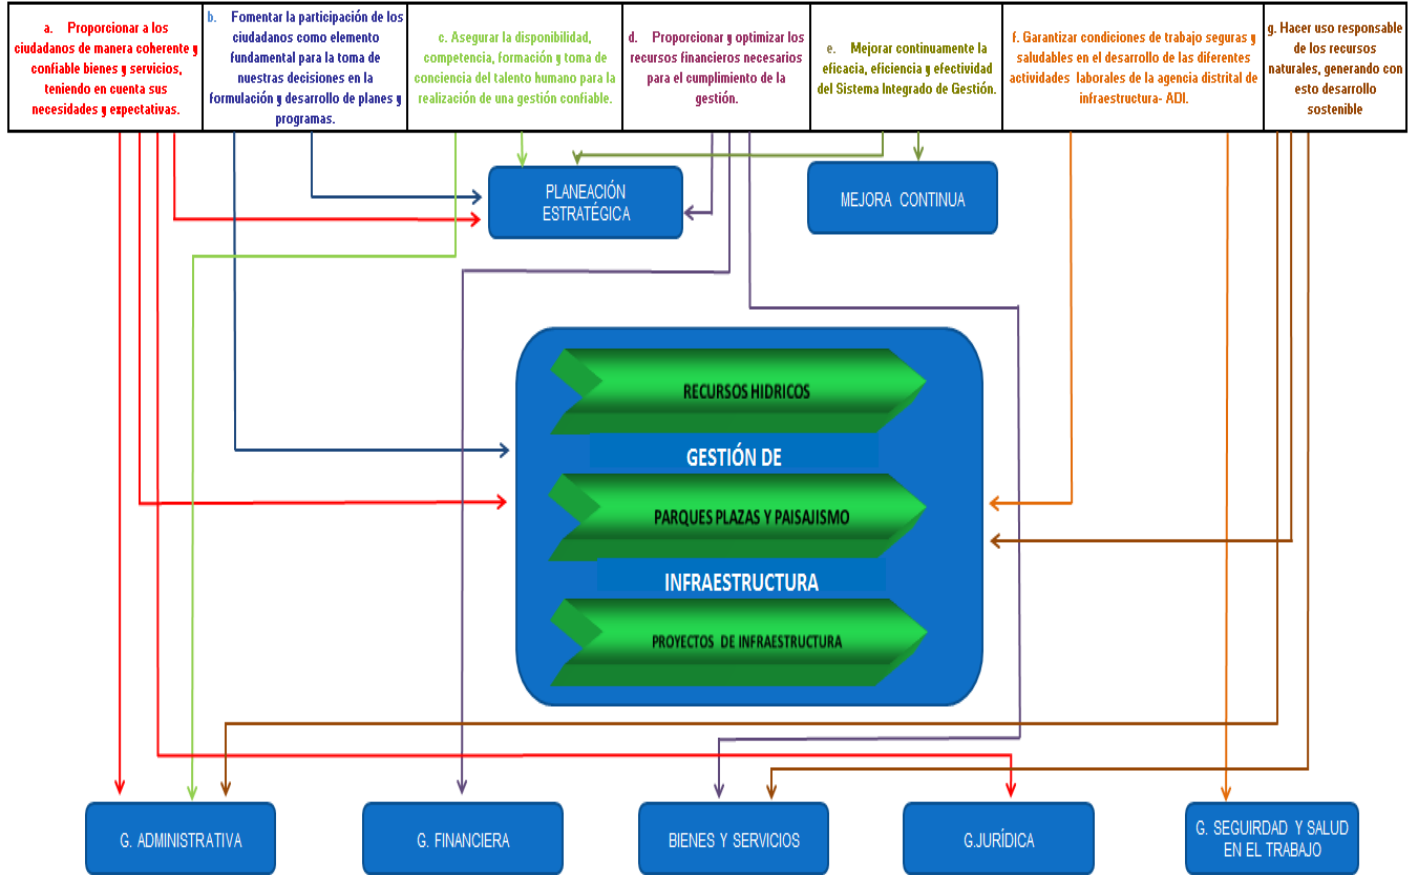 a. Proporcionar a los
ciudadanos de manera coherente y
confiable bienes y servicios,
teniendo en cuenta sus
necesidades y expectativas.
b. Fomentar la participación de los
ciudadanos como elemento
fundamental para la toma de
nuestras decisiones en la
formulación y desarrollo de planes y
programas.
c. Asegurar la disponibilidad,
competencia, formación y toma de
conciencia del talento humano para la
realización de una gestión confiable.
d. Proporcionar y optimizar los
recursos financieros necesarios
para el cumplimiento de la
gestión.
e. Mejorar continuamente la
eficacia, eficiencia y efectividad
del Sistema Integrado de Gestión.
f. Garantizar condiciones de trabajo seguras y
saludables en el desarrollo de las diferentes
actividades laborales de la agencia distrital de
infraestructura- ADI.
g. Hacer uso responsable
de los recursos
naturales, generando con
esto desarrollo
sostenible
PLANEACIÓN
ESTRATÉGICA
MEJORA CONTINUA
RECURSOS HIDRICOS
GESTIÓN DE
PARQUES PLAZAS Y PAISAJISMO
INFRAESTRUCTURA
PROYECTOS DE INFRAESTRUCTURA
G. ADMINISTRATIVA
G. FINANCIERA
BIENES Y SERVICIOS
G.JURÍDICA
G. SEGUIRDAD Y SALUD
EN EL TRABAJO